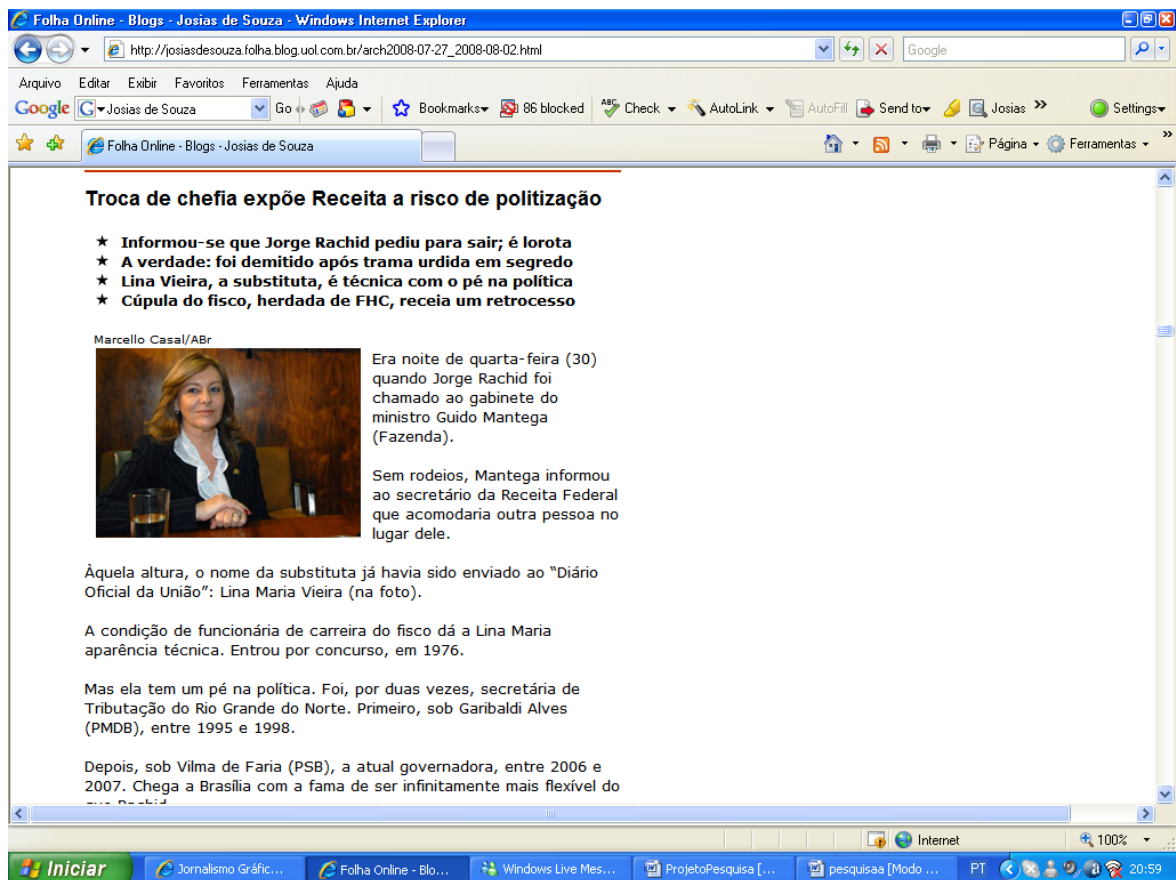 Folha Online - Blogs - Josias de Souza - Windows Internet Explorer
http://josiasdesouza.folha.blog.uol.com.br/arch2008-07-27_2008-08-02.html
Google
Arquivo Editar Exibir Favoritos Ferramentas Ajuda
Google G Josias de Souza Go Bookmarks 86 blocked ABC Check AutoLink AutoFill Send to Josias » Settings
Folha Online - Blogs - Josias de Souza Página Ferramentas »
Troca de chefia expõe Receita a risco de politização
★ Informou-se que Jorge Rachid pediu para sair; é lorota
★ A verdade: foi demitido após trama urdida em segredo
★ Lina Vieira, a substituta, é técnica com o pé na política
★ Cúpula do fisco, herdada de FHC, receia um retrocesso
Marcello Casal/ABr
Era noite de quarta-feira (30)
quando Jorge Rachid foi
chamado ao gabinete do
ministro Guido Mantega
(Fazenda).
Sem rodeios, Mantega informou
ao secretário da Receita Federal
que acomodaria outra pessoa no
lugar dele.
Àquela altura, o nome da substituta já havia sido enviado ao “Diário
Oficial da União”: Lina Maria Vieira (na foto).
A condição de funcionária de carreira do fisco dá a Lina Maria
aparência técnica. Entrou por concurso, em 1976.
Mas ela tem um pé na política. Foi, por duas vezes, secretária de
Tributação do Rio Grande do Norte. Primeiro, sob Garibaldi Alves
(PMDB), entre 1995 e 1998.
Depois, sob Vilma de Faria (PSB), a atual governadora, entre 2006 e
2007. Chega a Brasília com a fama de ser infinitamente mais flexível do
Internet 100%
Iniciar Jornalismo Gráfic... Folha Online - Blo... Windows Live Mes... ProjetoPesquisa [... pesquisaa [Modo ... PT 20:59